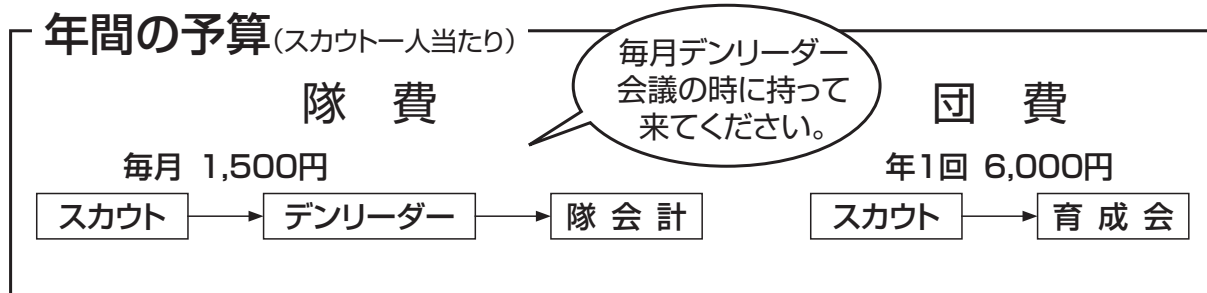 年間の予算(スカウト一人当たり)
毎月デンリーダー
会議の時に持って
来てください。
隊 費
毎月 1,500円
スカウト
デンリーダー
隊 会 計
団 費
年1回 6,000円
スカウト
育 成 会